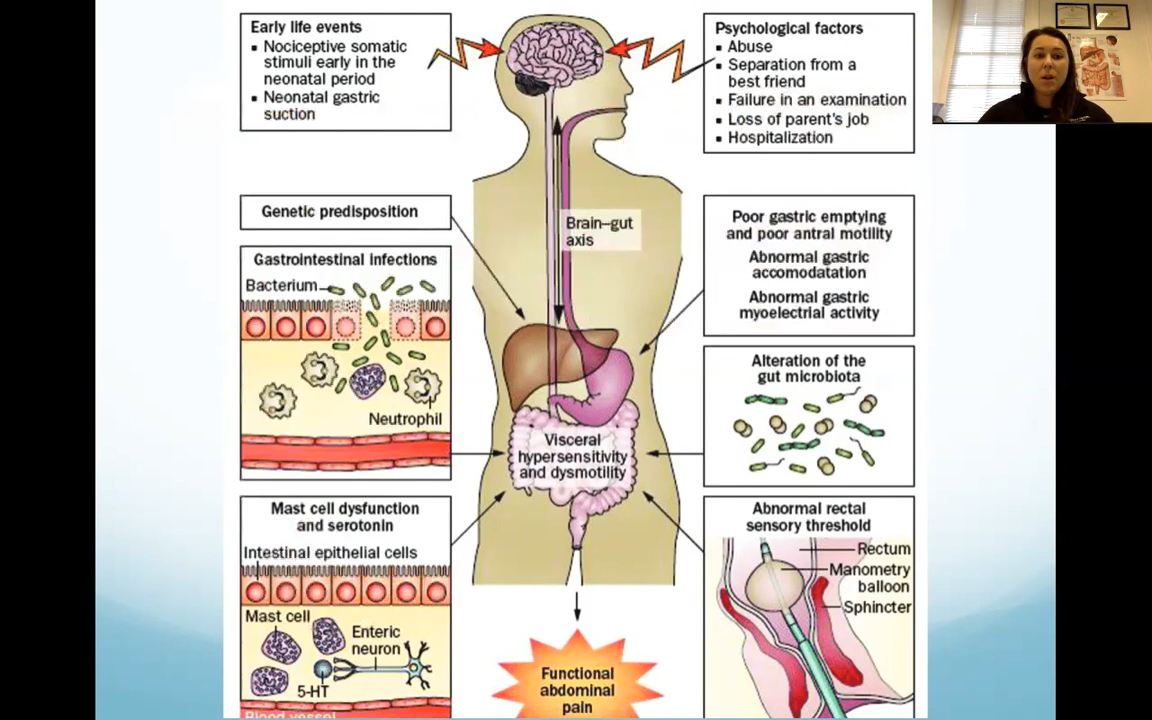 Early life events
▪ Nociceptive somatic
stimuli early in the
neonatal period
▪ Neonatal gastric
suction
Psychological factors
▪ Abuse
▪ Separation from a
best friend
▪ Failure in an examination
▪ Loss of parent's job
▪ Hospitalization
Brain–gut
axis
Genetic predisposition
Gastrointestinal infections
Bacterium
Neutrophil
Poor gastric emptying
and poor antral motility
Abnormal gastric
accomodatation
Abnormal gastric
myoelectrial activity
Alteration of the
gut microbiota
Visceral
hypersensitivity
and dysmotility
Mast cell dysfunction
and serotonin
Intestinal epithelial cells
Mast cell
Enteric
neuron
5-HT
Blood vessel
Abnormal rectal
sensory threshold
Rectum
Manometry
balloon
Sphincter
Functional
abdominal
pain